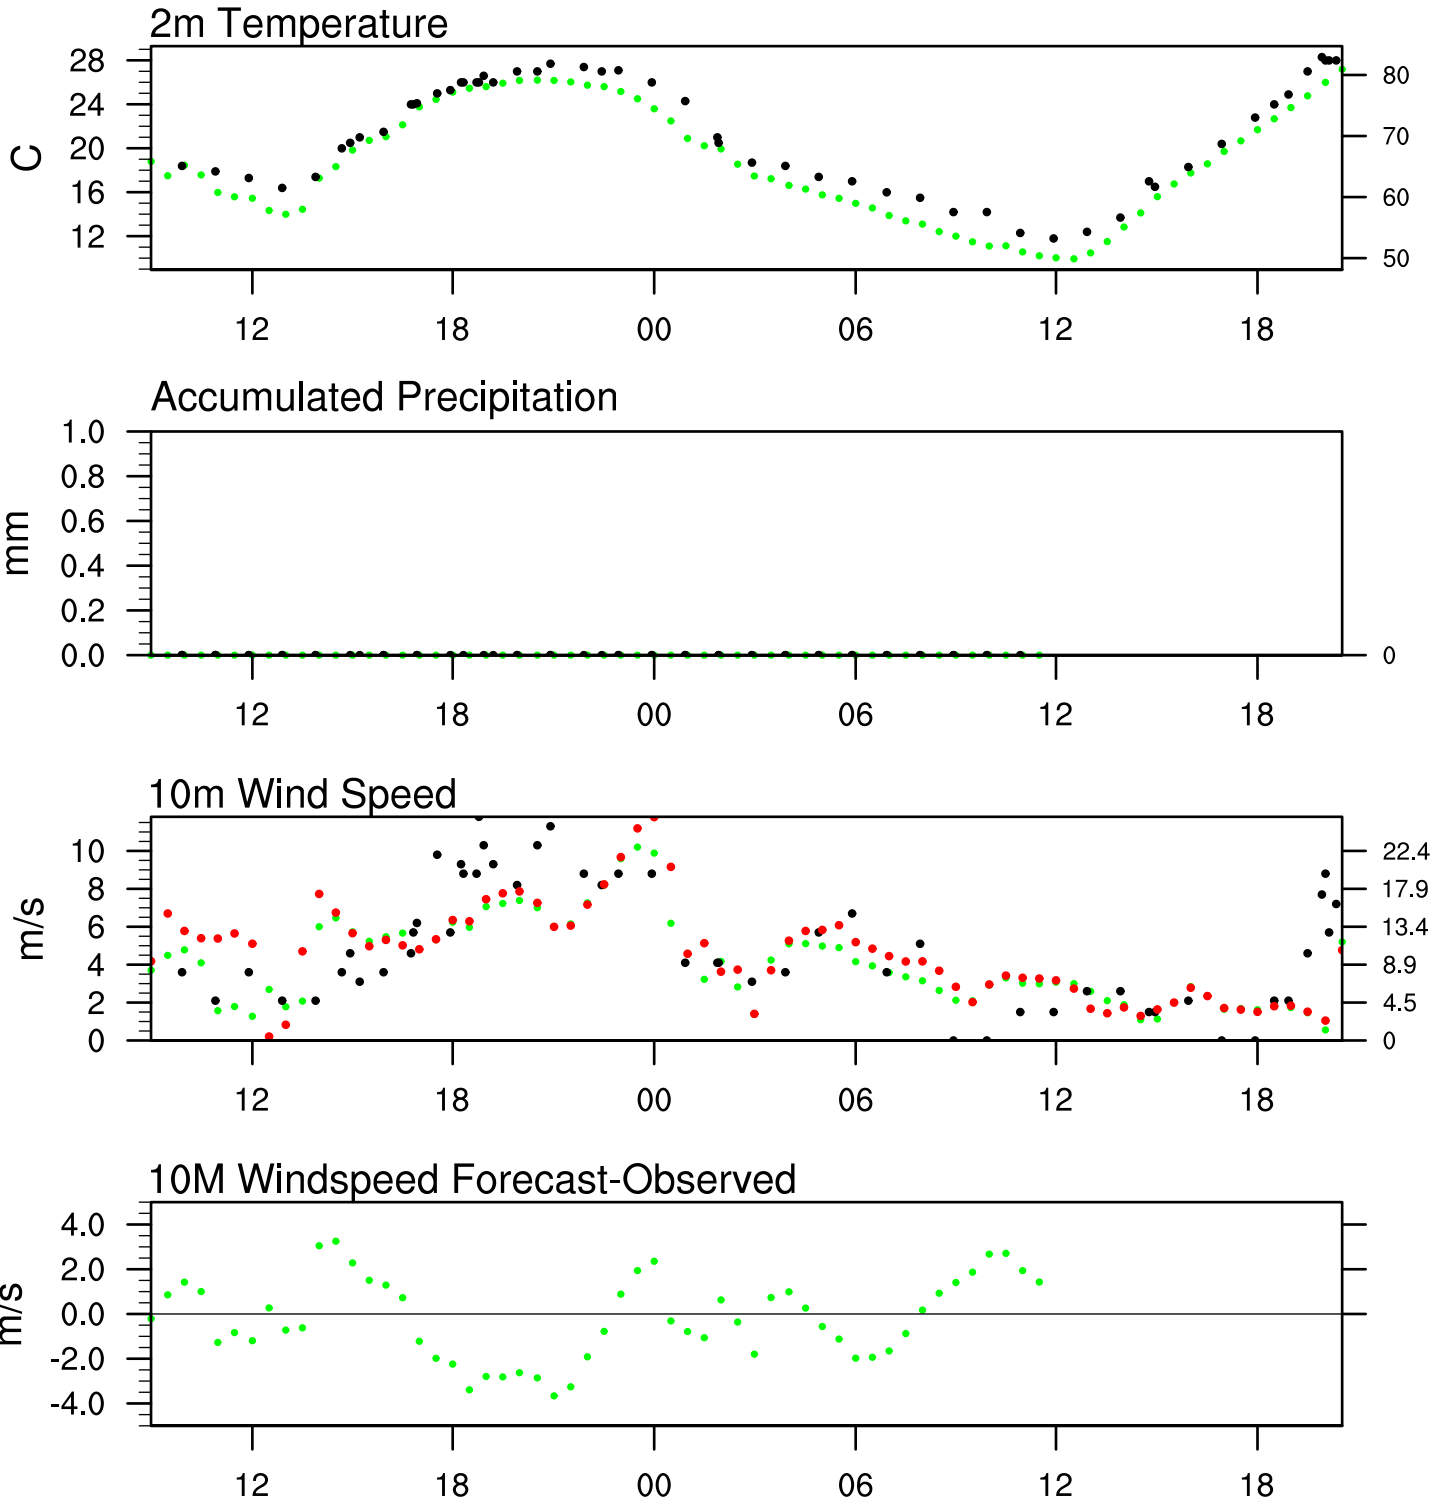 2m Temperature
28
24
20
16
12
C
80
70
60
50
12 18 00 06 12 18
Accumulated Precipitation
1.0
0.8
0.6
0.4
0.2
0.0
mm
0
12 18 00 06 12 18
10m Wind Speed
10
8
6
4
2
0
m/s
22.4
17.9
13.4
8.9
4.5
0
12 18 00 06 12 18
10M Windspeed Forecast-Observed
4.0
2.0
0.0
-2.0
-4.0
m/s
12 18 00 06 12 18